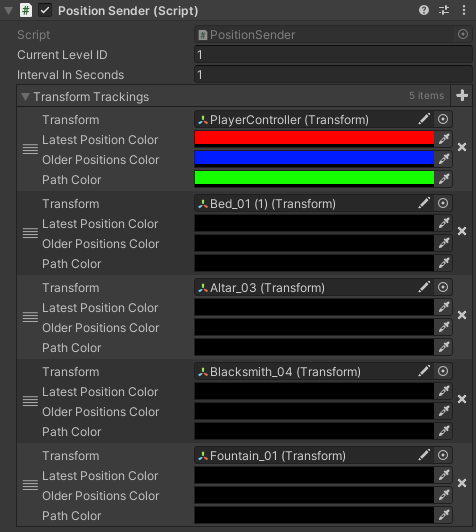 Position Sender (Script)
Script PositionSender
Current Level ID 1
Interval In Seconds 1
Transform Trackings 5 items
Transform PlayerController (Transform)
Latest Position Color
Older Positions Color
Path Color
Transform Bed_01 (1) (Transform)
Latest Position Color
Older Positions Color
Path Color
Transform Altar_03 (Transform)
Latest Position Color
Older Positions Color
Path Color
Transform Blacksmith_04 (Transform)
Latest Position Color
Older Positions Color
Path Color
Transform Fountain_01 (Transform)
Latest Position Color
Older Positions Color
Path Color